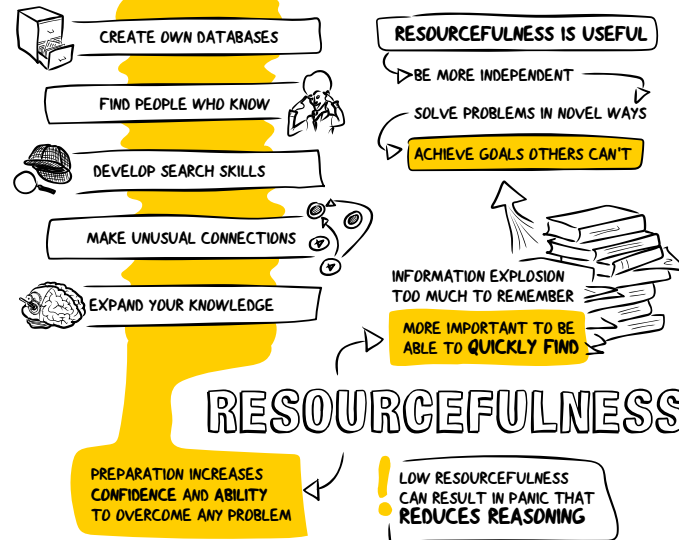 CREATE OWN DATABASES
FIND PEOPLE WHO KNOW
DEVELOP SEARCH SKILLS
MAKE UNUSUAL CONNECTIONS
EXPAND YOUR KNOWLEDGE
RESOURCEFULNESS IS USEFUL
BE MORE INDEPENDENT
SOLVE PROBLEMS IN NOVEL WAYS
ACHIEVE GOALS OTHERS CAN'T
INFORMATION EXPLOSION
TOO MUCH TO REMEMBER
MORE IMPORTANT TO BE
ABLE TO QUICKLY FIND
RESOURCEFULNESS
PREPARATION INCREASES
CONFIDENCE AND ABILITY
TO OVERCOME ANY PROBLEM
! LOW RESOURCEFULNESS
CAN RESULT IN PANIC THAT
REDUCES REASONING